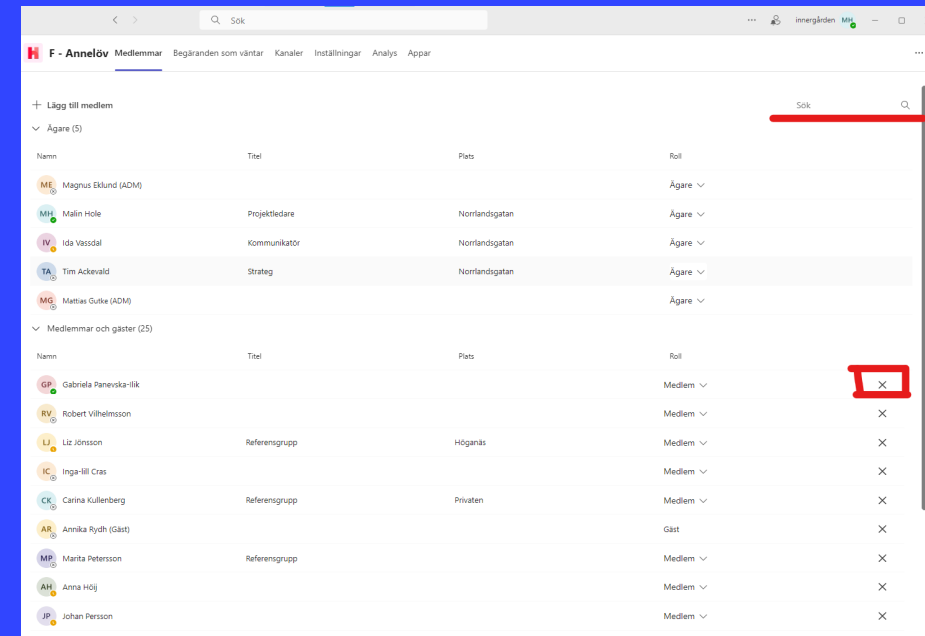 Sök
innergården MH
F - Annelöv Medlemmar Begäranden som väntar Kanaler Inställningar Analys Appar
Lägg till medlem
Sök
Ägare (5)
Namn Titel Plats Roll
ME Magnus Eklund (ADM) Ägare
MH Malin Hole Projektledare Norrlandsgatan Ägare
IV Ida Vassdal Kommunikatör Norrlandsgatan Ägare
TA Tim Ackevald Strateg Norrlandsgatan Ägare
MG Mattias Gutke (ADM) Ägare
Medlemmar och gäster (25)
Namn Titel Plats Roll
GP Gabriela Panevska-Ilik Medlem
RV Robert Vilhelmsson Medlem
LJ Liz Jönsson Referensgrupp Höganäs Medlem
IC Inga-lill Cras Medlem
CK Carina Kullenberg Referensgrupp Privaten Medlem
AR Annika Rydh (Gäst) Gäst
MP Marita Petersson Referensgrupp Medlem
AH Anna Höij Medlem
JP Johan Persson Medlem